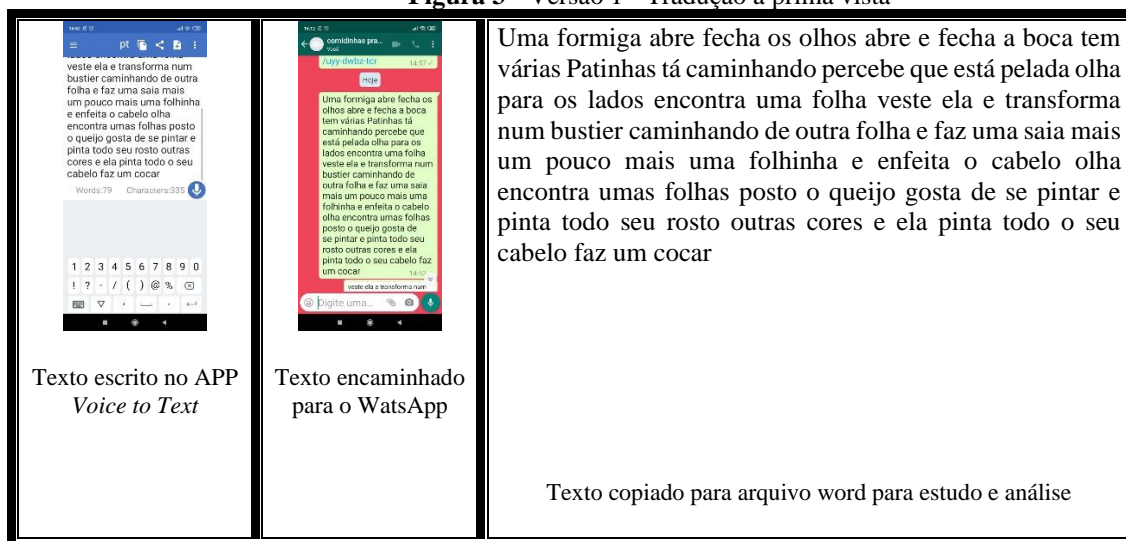 Figura Versão 1 Tradução à prima vista
pt
veste ela e transforma num
bustier caminhando de outra
folha e faz uma saia mais
um pouco mais uma folhinha
e enfeita o cabelo olha
encontra umas folhas posto
o queijo gosta de se pintar e
pinta todo seu rosto outras
cores e ela pinta todo o seu
cabelo faz um cocar
Words:79 Characters:335
1 2 3 4 5 6 7 8 9 0
! ? - / ( ) @ %
Texto escrito no APP
Voice to Text
comidinhas pra...
Você
/uyy-dwbz-tcr
14:37
Hoje
Uma formiga abre fecha os
olhos abre e fecha a boca
tem várias Patinhas tá
caminhando percebe que
está pelada olha para os
lados encontra uma folha
veste ela e transforma num
bustier caminhando de
outra folha e faz uma saia
mais um pouco mais uma
folhinha e enfeita o cabelo
olha encontra umas folhas
posto o queijo gosta de
se pintar e pinta todo seu
rosto outras cores e ela
pinta todo o seu cabelo faz
um cocar
veste ela e transforma num
Digite uma...
Texto encaminhado
para o WatsApp
Uma formiga abre fecha os olhos abre e fecha a boca tem
várias Patinhas tá caminhando percebe que está pelada olha
para os lados encontra uma folha veste ela e transforma
num bustier caminhando de outra folha e faz uma saia mais
um pouco mais uma folhinha e enfeita o cabelo olha
encontra umas folhas posto o queijo gosta de se pintar e
pinta todo seu rosto outras cores e ela pinta todo o seu
cabelo faz um cocar
Texto copiado para arquivo word para estudo e análise